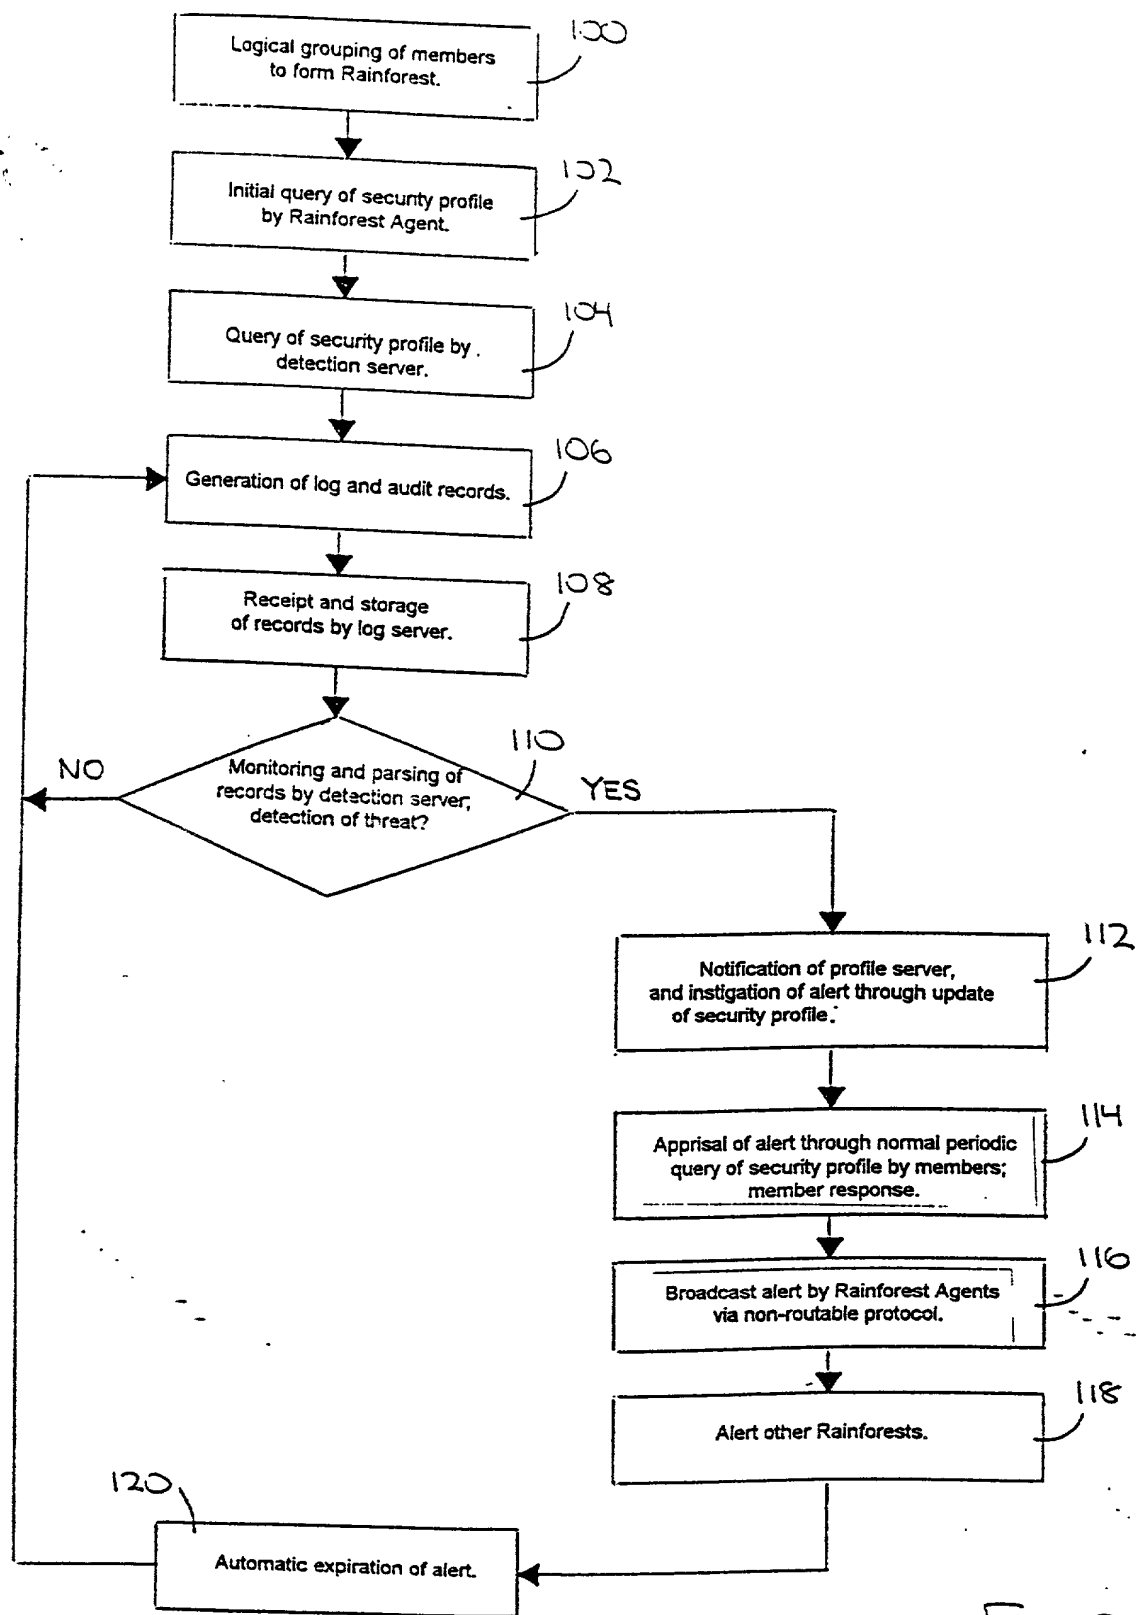 100
Logical grouping of members
to form Rainforest.
102
Initial query of security profile
by Rainforest Agent.
104
Query of security profile by
detection server.
106
Generation of log and audit records.
108
Receipt and storage
of records by log server.
110
NO
Monitoring and parsing of
records by detection server;
detection of threat?
YES
112
Notification of profile server,
and instigation of alert through update
of security profile.
114
Apprisal of alert through normal periodic
query of security profile by members;
member response.
116
Broadcast alert by Rainforest Agents
via non-routable protocol.
118
Alert other Rainforests.
120
Automatic expiration of alert.